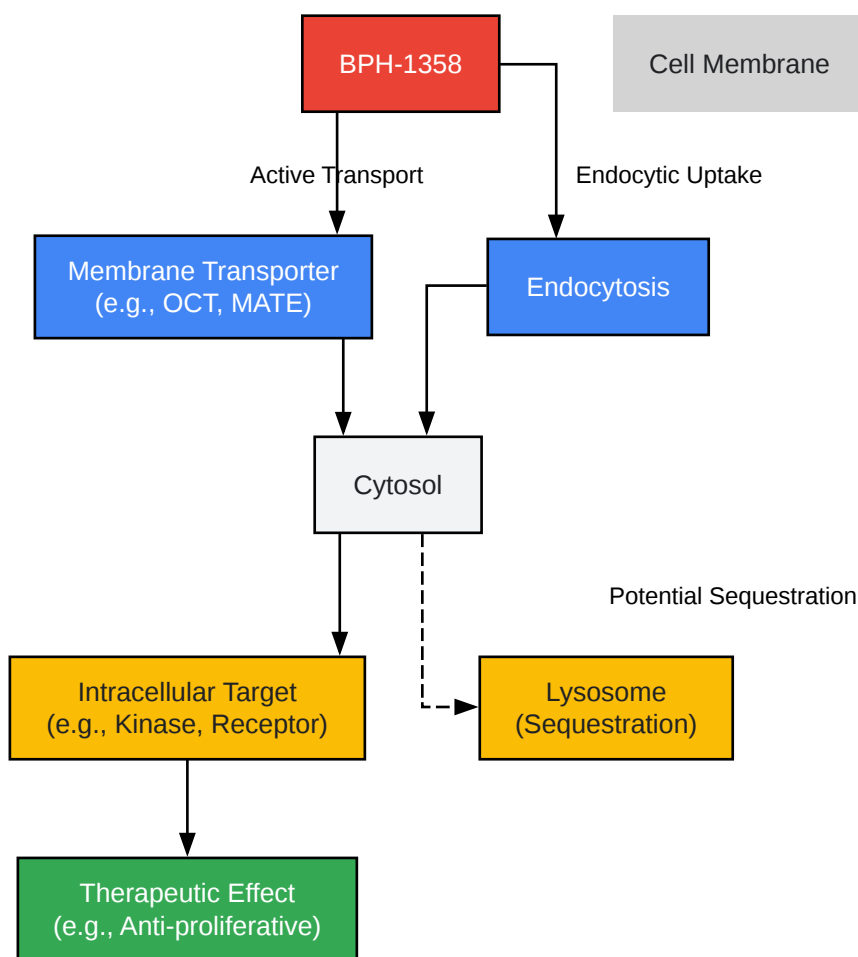 BPH-1358
Cell Membrane
Active Transport
Endocytic Uptake
Membrane Transporter
(e.g., OCT, MATE)
Endocytosis
Cytosol
Potential Sequestration
Intracellular Target
(e.g., Kinase, Receptor)
Lysosome
(Sequestration)
Therapeutic Effect
(e.g., Anti-proliferative)